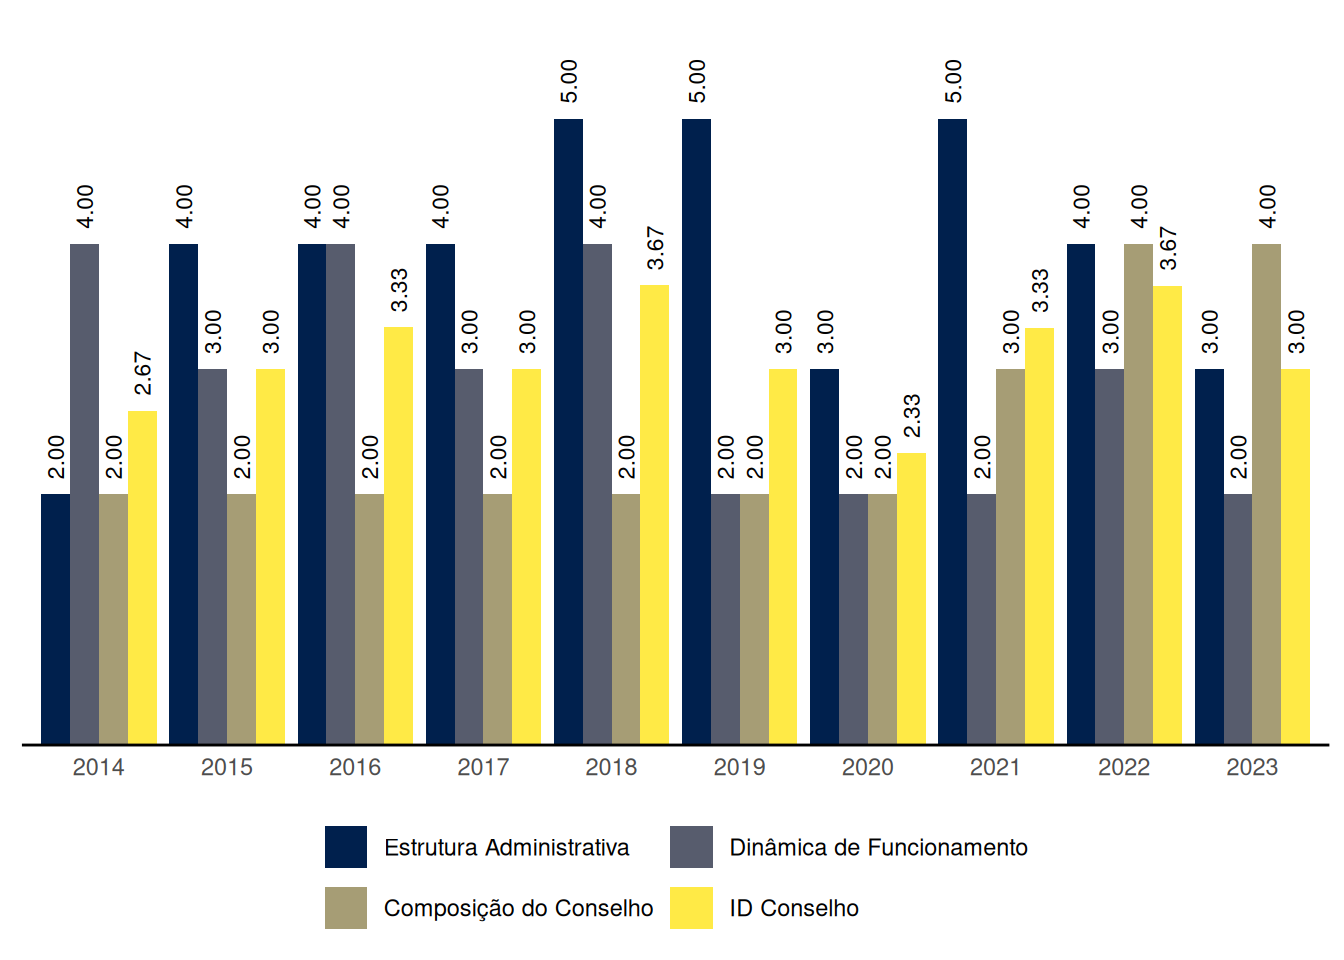 5.00 5.00 5.00
4.00 4.00 4.00 4.00 4.00 4.00 4.00 4.00 4.00
3.67 3.67
3.33 3.33
3.00 3.00 3.00 3.00 3.00 3.00 3.00 3.00 3.00 3.00
2.67
2.33
2.00 2.00 2.00 2.00 2.00 2.00 2.00 2.00 2.00 2.00 2.00 2.00
2014 2015 2016 2017 2018 2019 2020 2021 2022 2023
Estrutura Administrativa Dinâmica de Funcionamento
Composição do Conselho ID Conselho